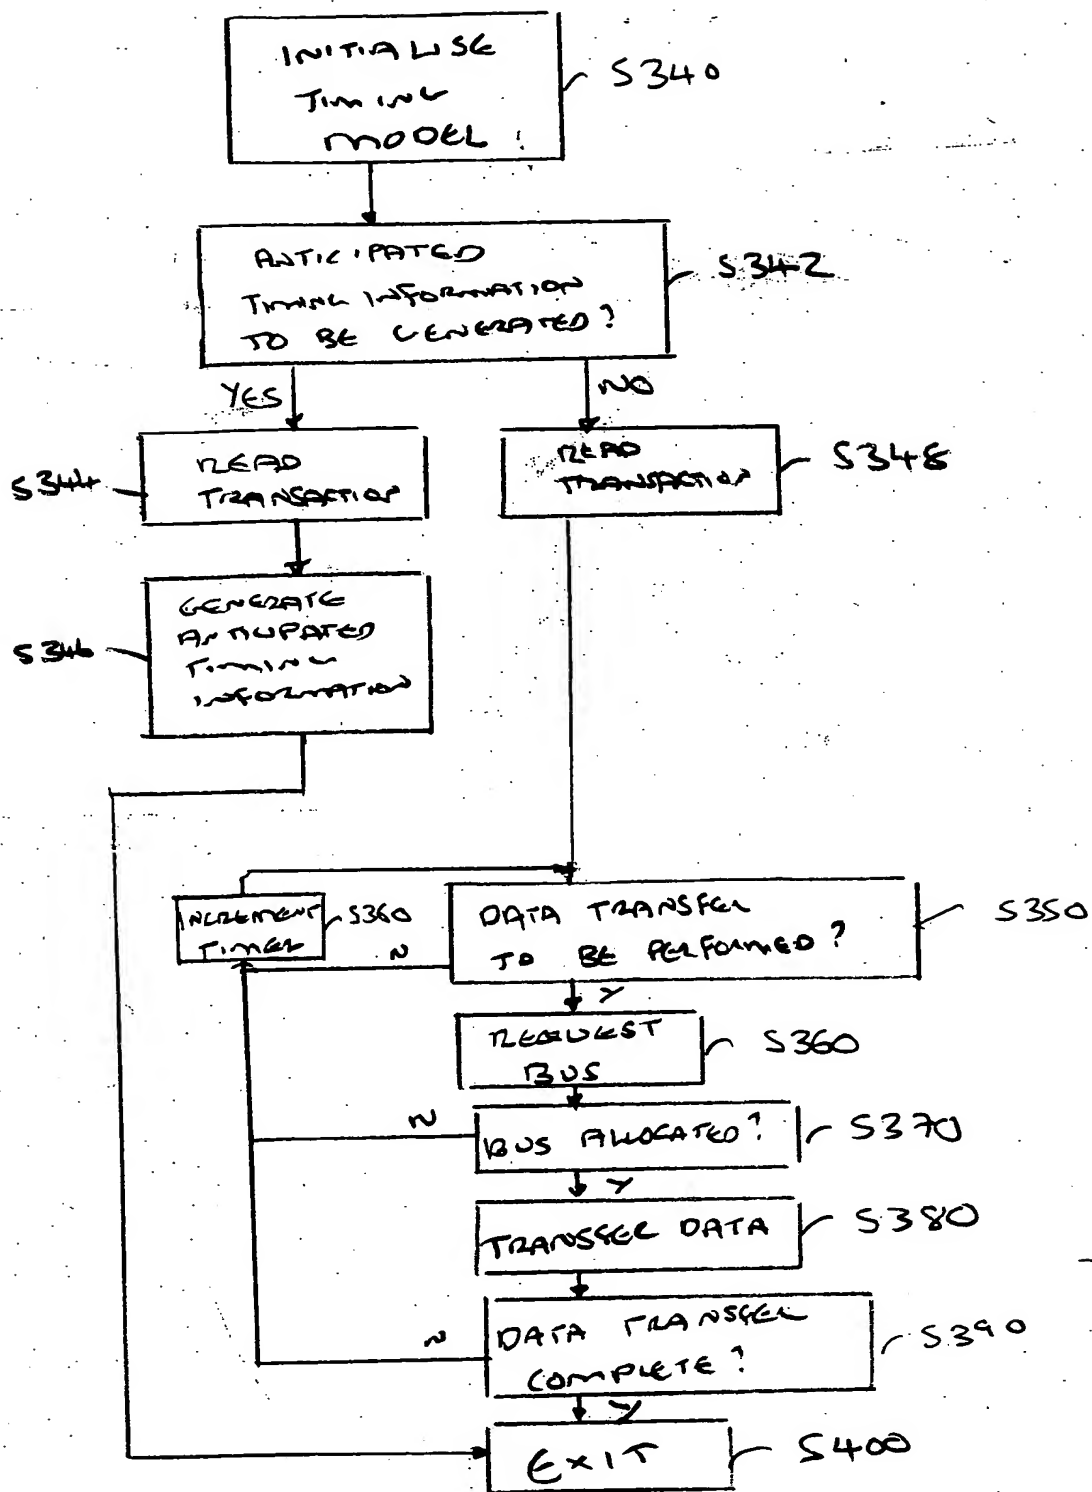 INITIALISE
TIMING
MODEL
S340
ANTICIPATED
TIMING INFORMATION
TO BE GENERATED?
S342
YES
NO
READ
TRANSACTION
S344
READ
TRANSACTION
S348
GENERATE
ANTICIPATED
TIMING
INFORMATION
S346
INCREMENT
TIMER
S360
N
DATA TRANSFER
TO BE PERFORMED?
S350
Y
REQUEST
BUS
S360
N
BUS ALLOCATED?
S370
Y
TRANSFER DATA
S380
N
DATA TRANSFER
COMPLETE?
S390
Y
EXIT
S400